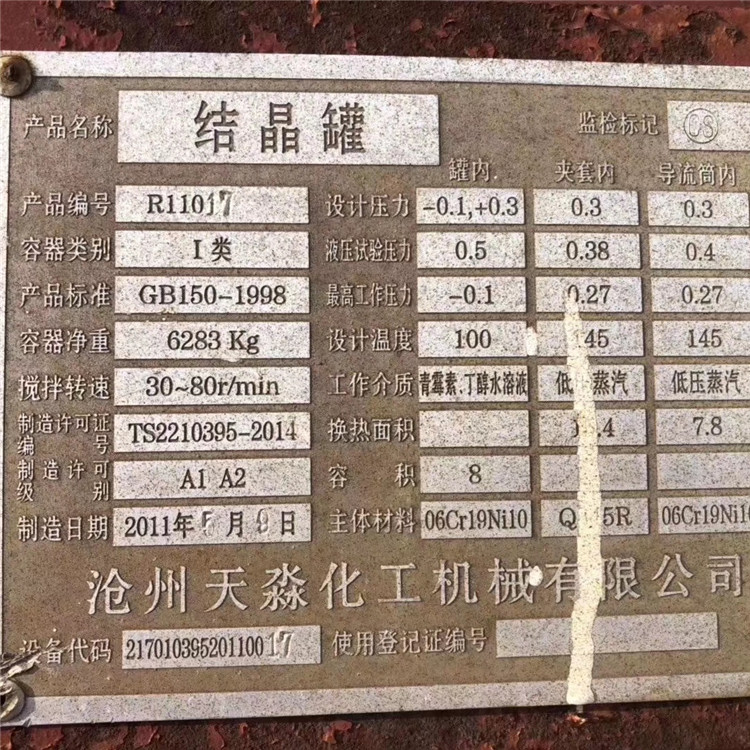 产品名称 结晶罐 监检标记 CS
罐内. 夹套内 导流筒内
产品编号 R11017 设计压力 -0.1,+0.3 0.3 0.3
容器类别 I类 液压试验压力 0.5 0.38 0.4
产品标准 GB150-1998 最高工作压力 -0.1 0.27 0.27
容器净重 6283 Kg 设计温度 100 145
搅拌转速 30~80r/min 工作介质 青霉素.丁醇水溶液 蒸汽 低压蒸汽
制造许可证编号 TS2210395-2014 换热面积 7.8
制造许可级别 A1 A2 容积 8
制造日期 2011年5月9日 主体材料 06Cr19Ni10 06Cr19Ni10
沧州天淼化工机械有限公司
设备代码 21701039520110017 使用登记证编号